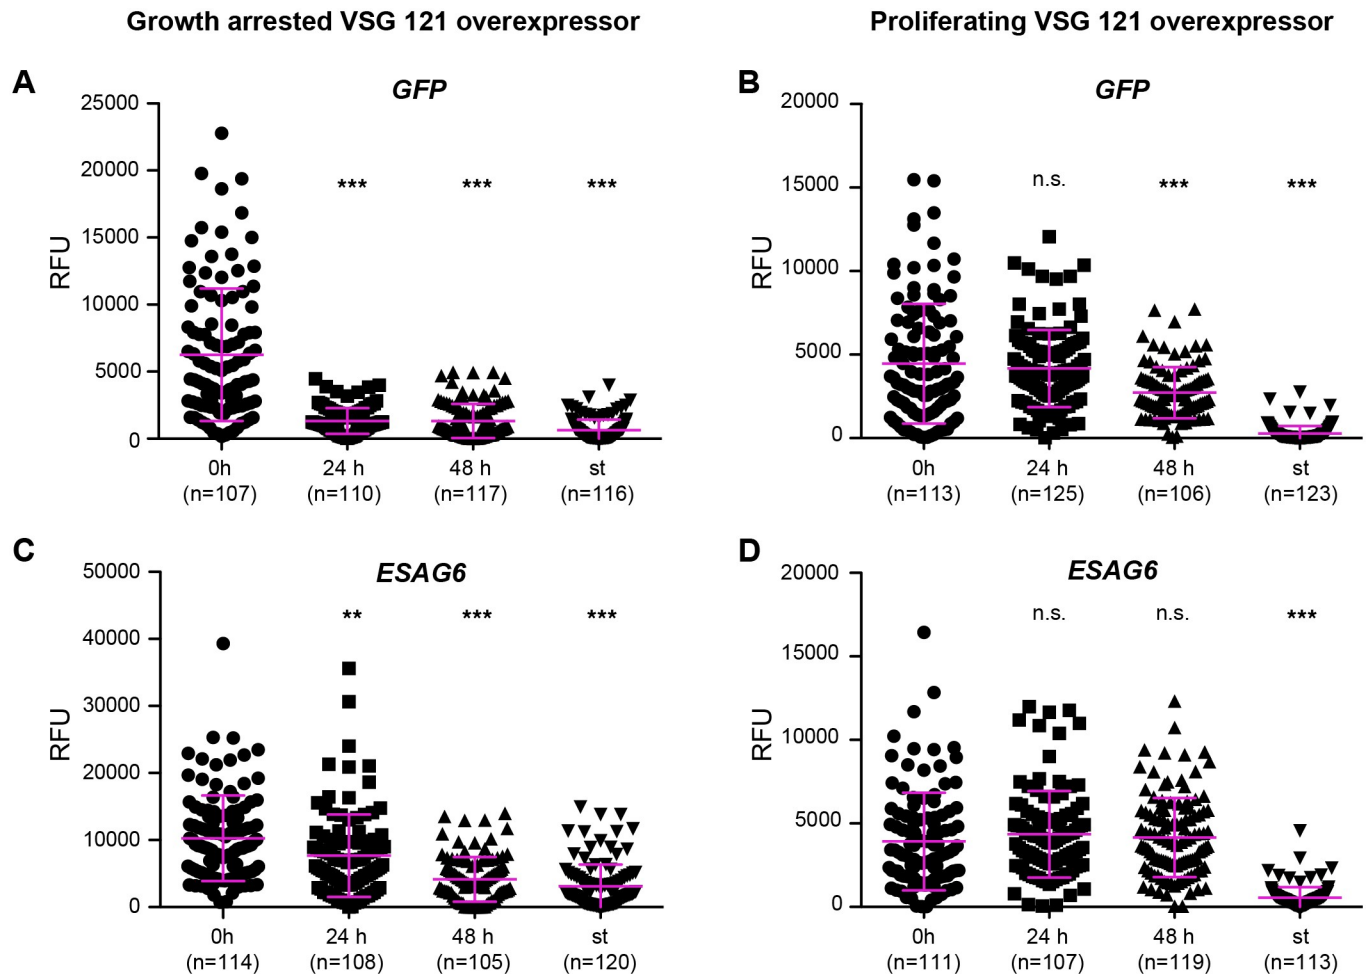 Growth arrested VSG 121 overexpressor
Proliferating VSG 121 overexpressor
A
GFP
RFU
25000
20000
15000
10000
5000
0
***
***
***
0h
24 h
48 h
st
(n=107)
(n=110)
(n=117)
(n=116)
B
GFP
RFU
20000
15000
10000
5000
0
n.s.
***
***
0h
24 h
48 h
st
(n=113)
(n=125)
(n=106)
(n=123)
C
ESAG6
RFU
50000
40000
30000
20000
10000
0
**
***
***
0h
24 h
48 h
st
(n=114)
(n=108)
(n=105)
(n=120)
D
ESAG6
RFU
20000
15000
10000
5000
0
n.s.
n.s.
***
0h
24 h
48 h
st
(n=111)
(n=107)
(n=119)
(n=113)